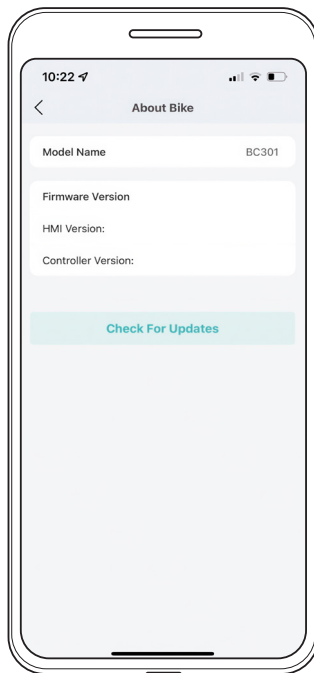 10:22
About Bike
Model Name BC301
Firmware Version
HMI Version:
Controller Version:
Check For Updates